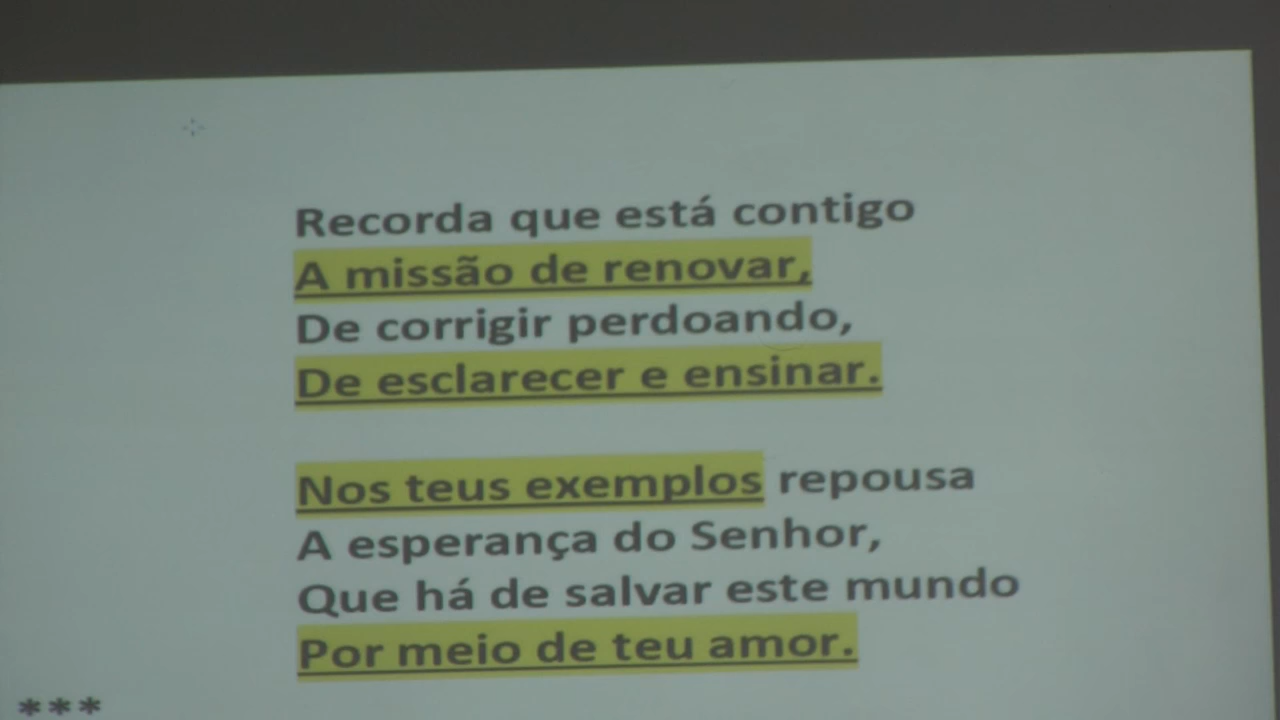 Recorda que está contigo
A missão de renovar,
De corrigir perdoando,
De esclarecer e ensinar.
Nos teus exemplos repousa
A esperança do Senhor,
Que há de salvar este mundo
Por meio de teu amor.
***